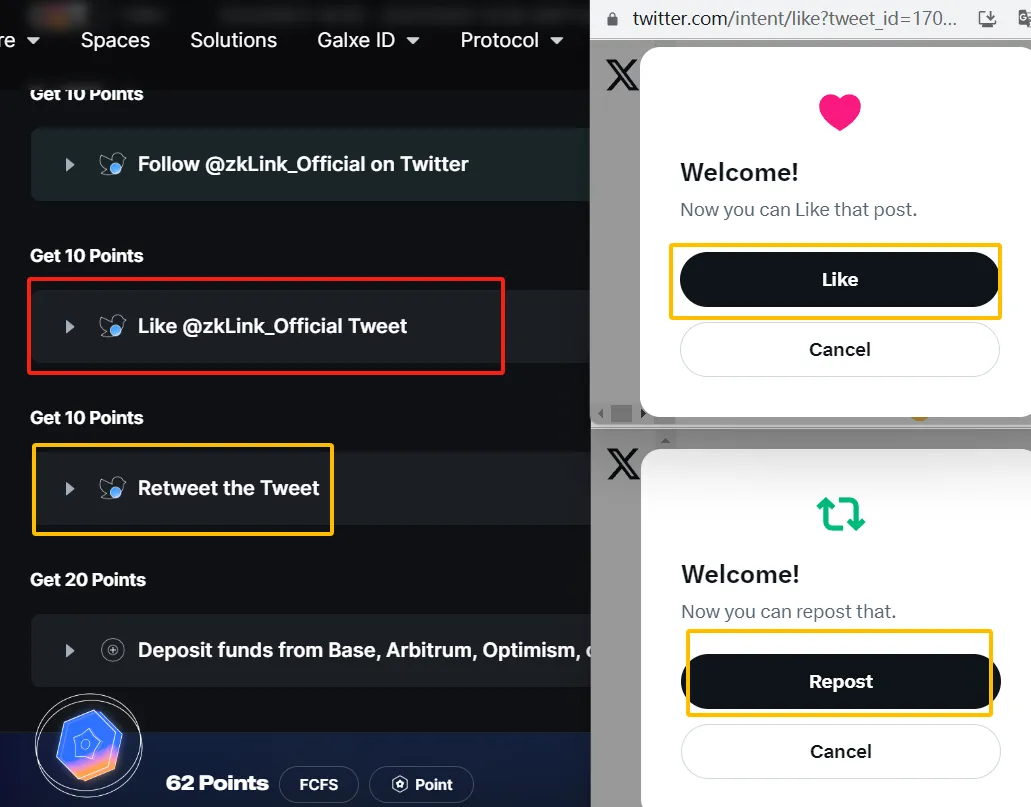 re
Spaces
Solutions
Galxe ID
Protocol
Get 10 Points
Follow @zkLink_Official on Twitter
Get 10 Points
Like @zkLink_Official Tweet
Get 10 Points
Retweet the Tweet
Get 20 Points
Deposit funds from Base, Arbitrum, Optimism,
62 Points
FCFS
Point
twitter.com/intent/like?tweet_id=170...
Welcome!
Now you can Like that post.
Like
Cancel
Welcome!
Now you can repost that.
Repost
Cancel